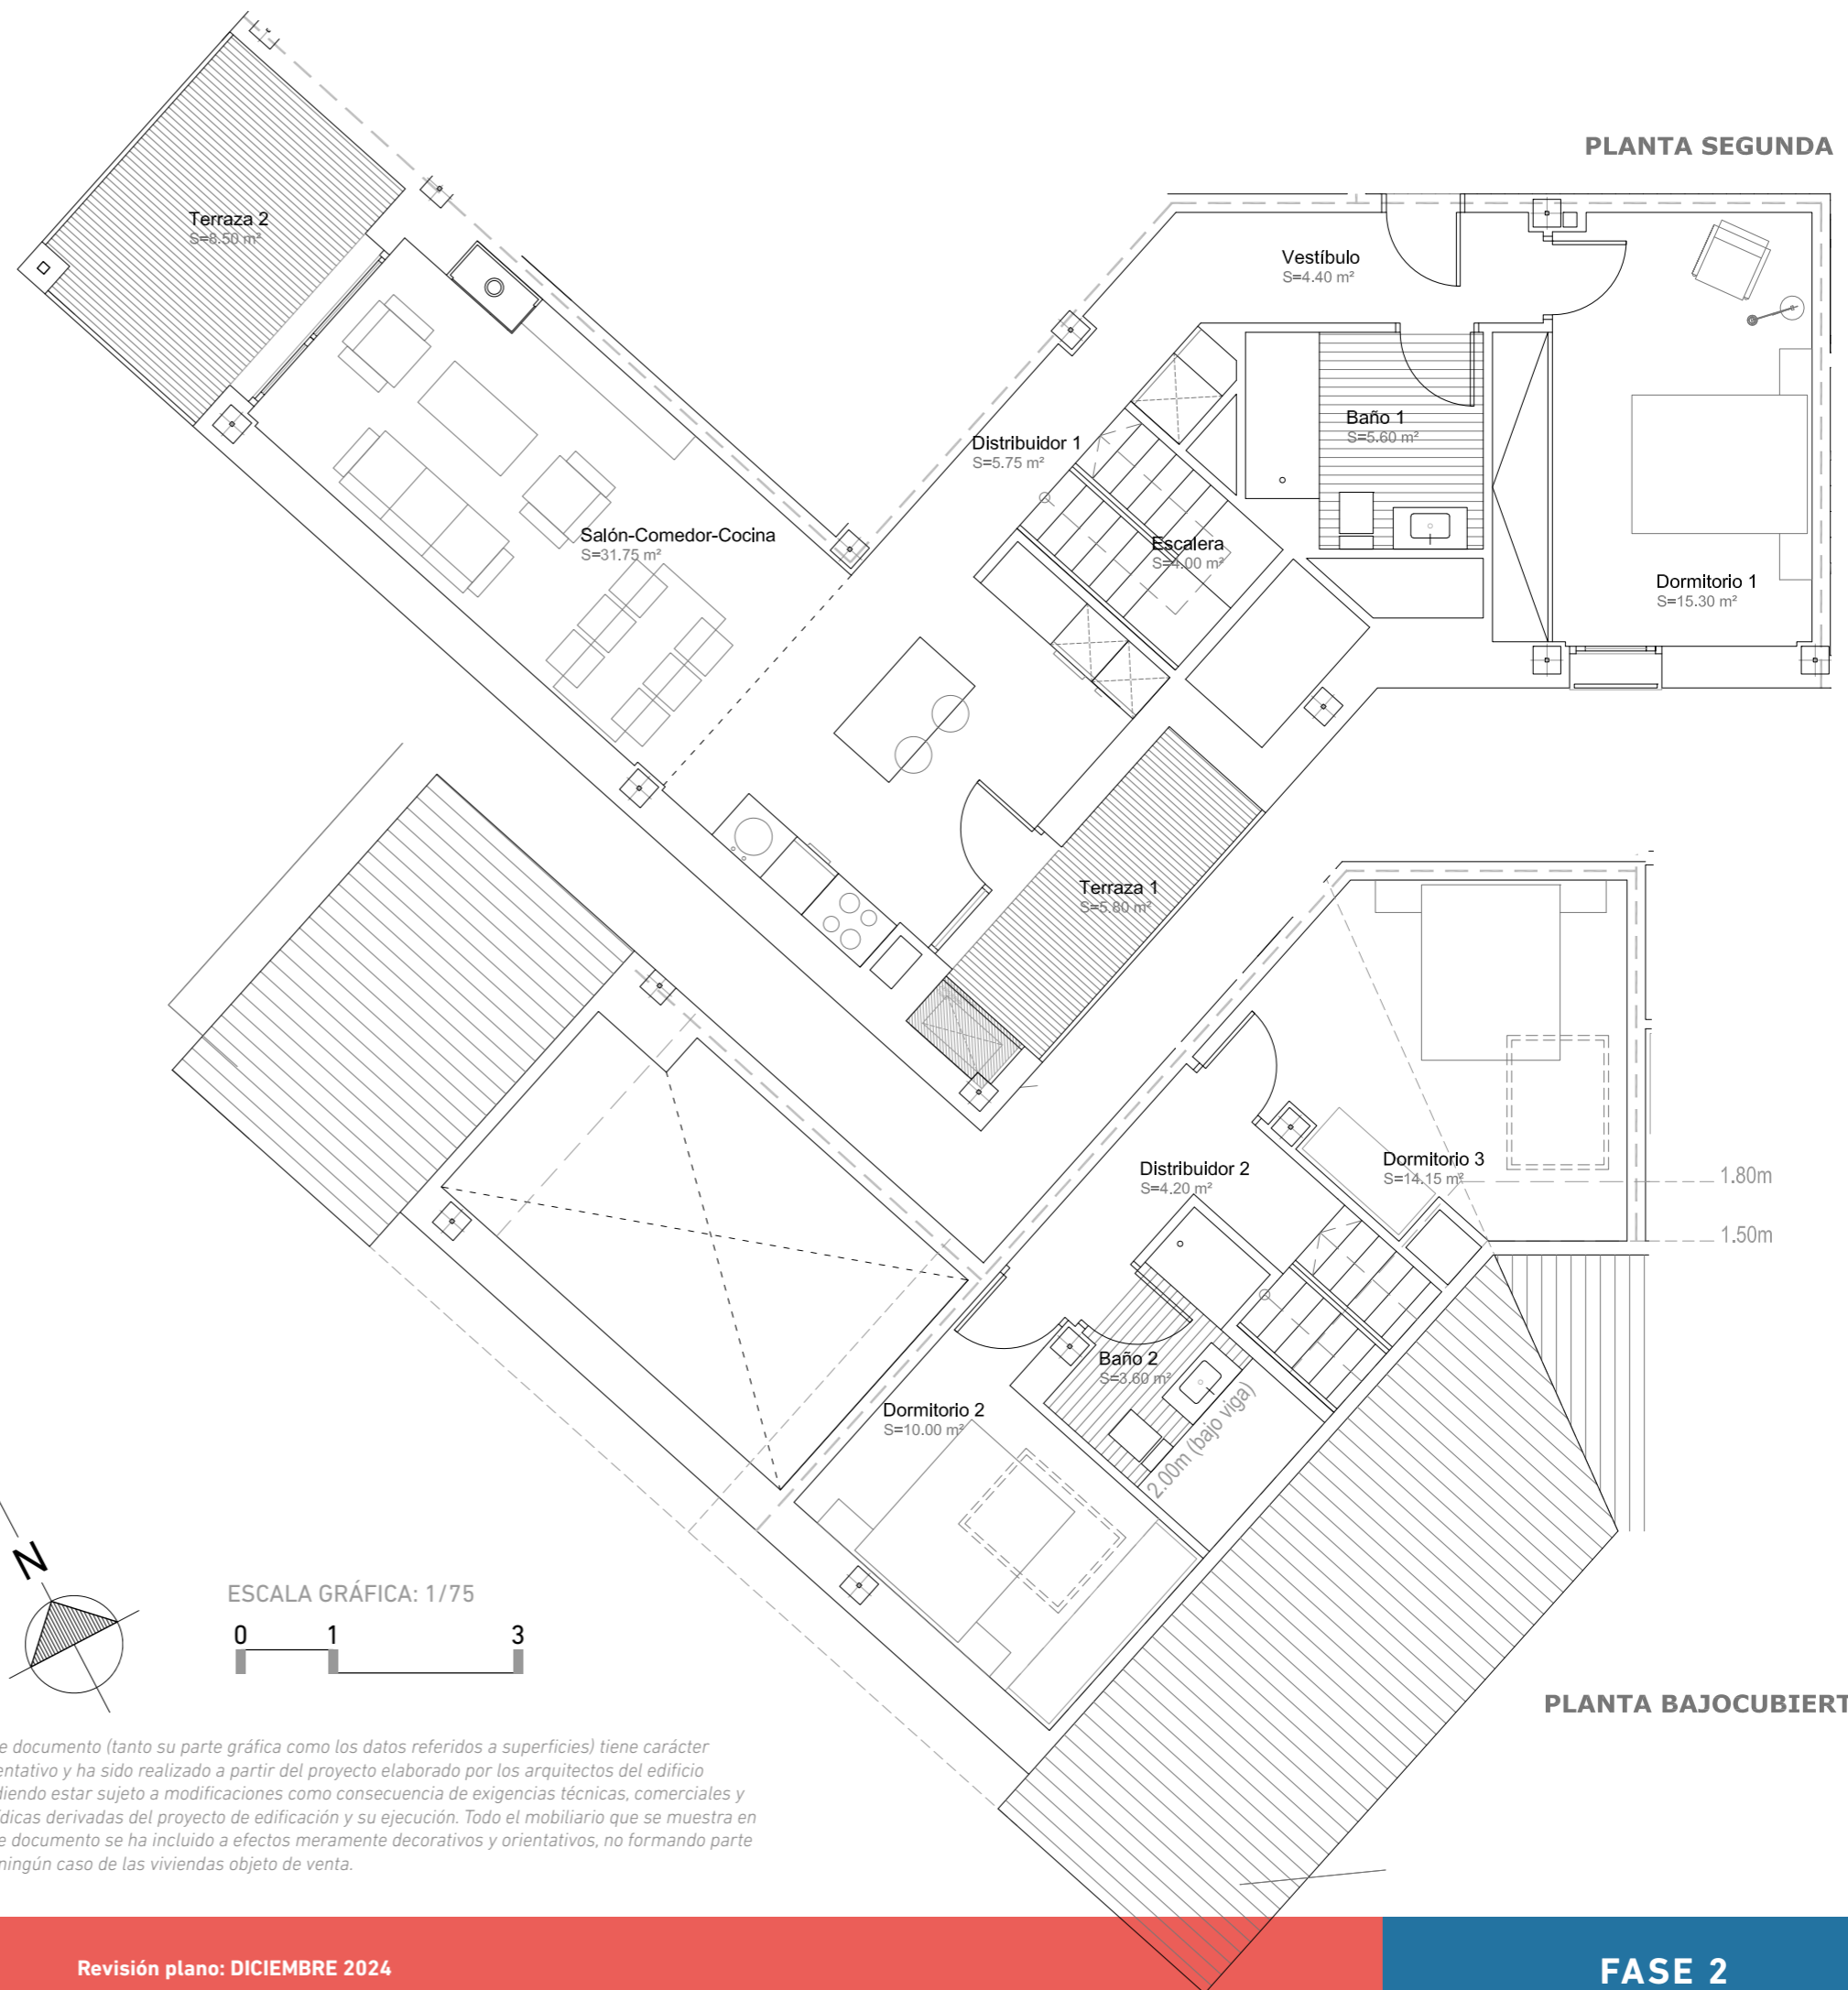 PLANTA SEGUNDA
Terraza 2
S=8.50 m²
Vestíbulo
S=4.40 m²
Baño 1
S=5.60 m²
Distribuidor 1
S=5.75 m²
Salón-Comedor-Cocina
S=31.75 m²
Escalera
S=4.00 m²
Dormitorio 1
S=15.30 m²
Terraza 1
S=5.80 m²
Distribuidor 2
S=4.20 m²
Dormitorio 3
S=14.15 m²
1.80m
1.50m
Baño 2
S=3.60 m²
2.00m (bajo viga)
Dormitorio 2
S=10.00 m²
N
ESCALA GRÁFICA: 1/75
0 1 3
PLANTA BAJOCUBIERT
e documento (tanto su parte gráfica como los datos referidos a superficies) tiene carácter
entativo y ha sido realizado a partir del proyecto elaborado por los arquitectos del edificio
diendo estar sujeto a modificaciones como consecuencia de exigencias técnicas, comerciales y
ídicas derivadas del proyecto de edificación y su ejecución. Todo el mobiliario que se muestra en
e documento se ha incluido a efectos meramente decorativos y orientativos, no formando parte
ningún caso de las viviendas objeto de venta.
Revisión plano: DICIEMBRE 2024
FASE 2